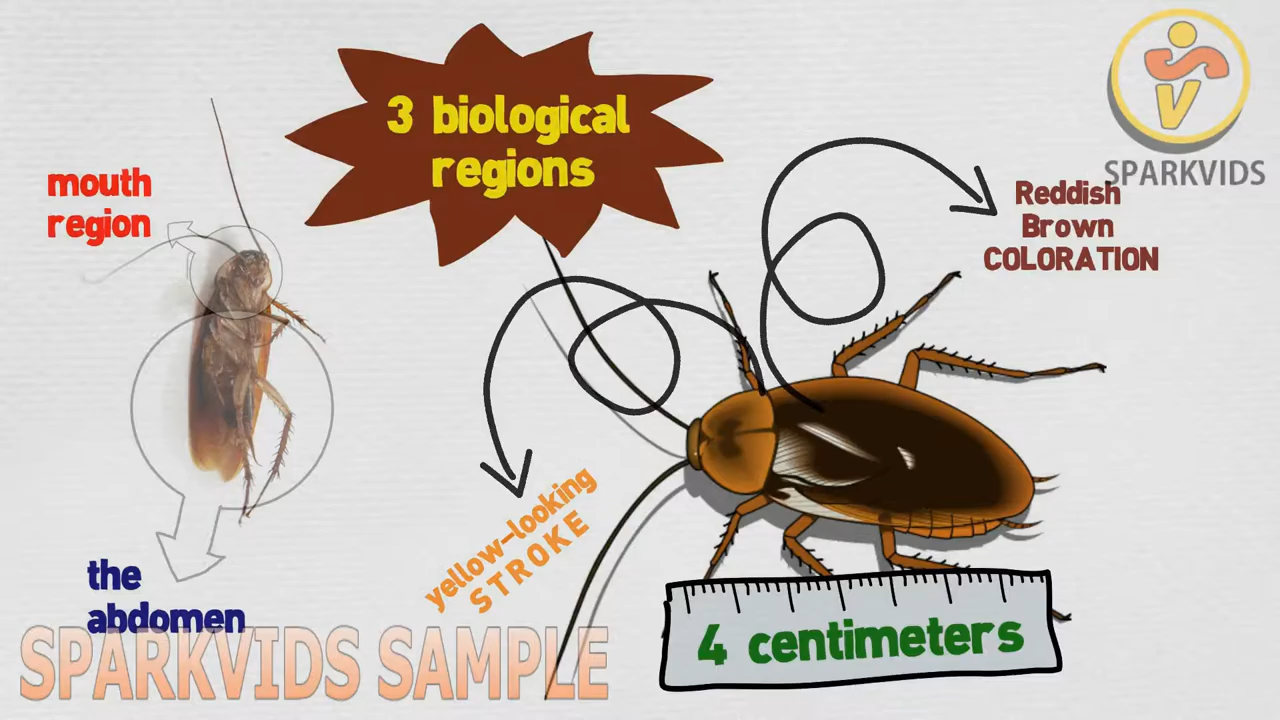 3 biological
regions
mouth
region
Reddish
Brown
COLORATION
yellow-looking
STROKE
the
abdomen
4 centimeters
SPARKVIDS
SPARKVIDS SAMPLE